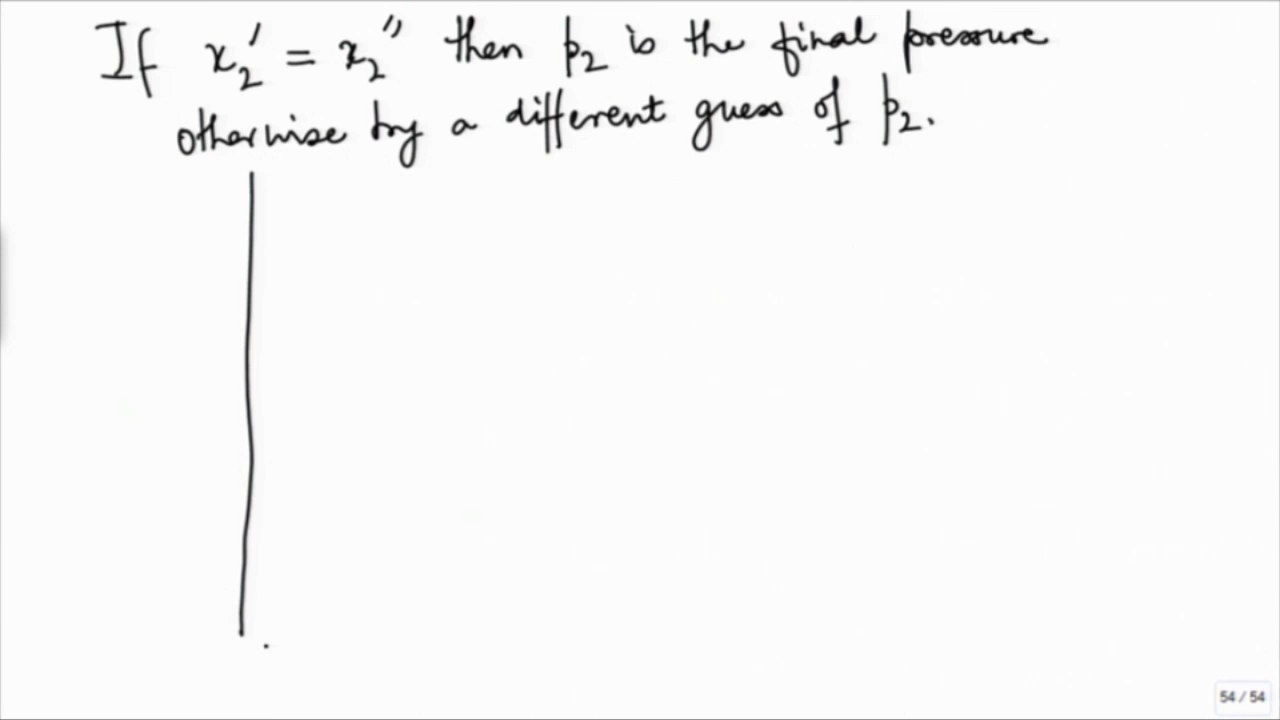 If x₂' = x₂'' then p₂ is the final pressure
otherwise try a different guess of p₂.
54 / 54